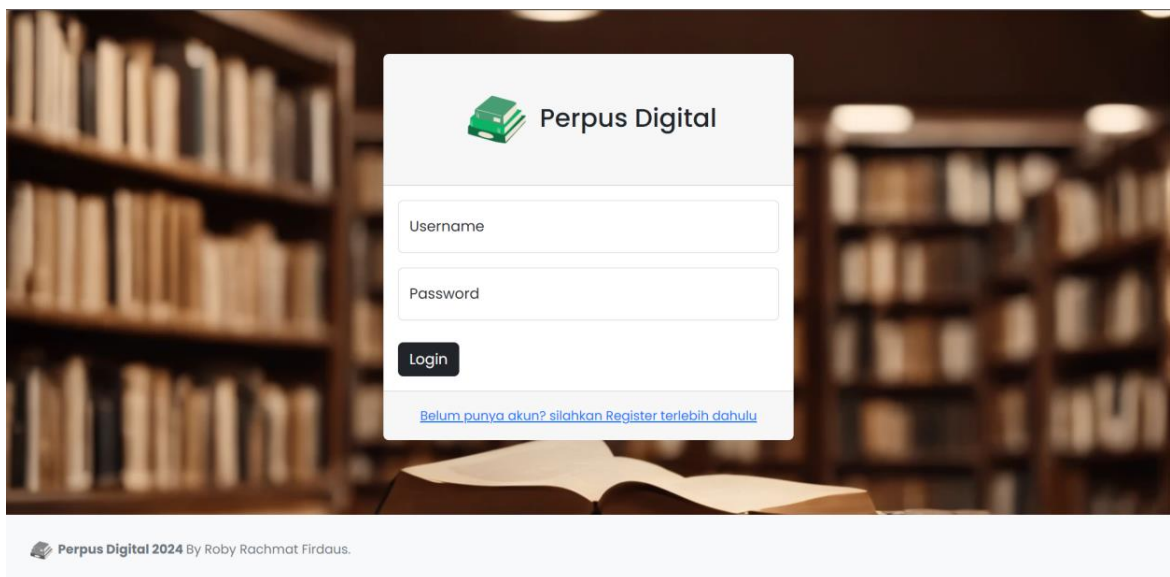 Perpus Digital
Username
Password
Login
Belum punya akun? silahkan Register terlebih dahulu
Perpus Digital 2024 By Roby Rachmat Firdaus.